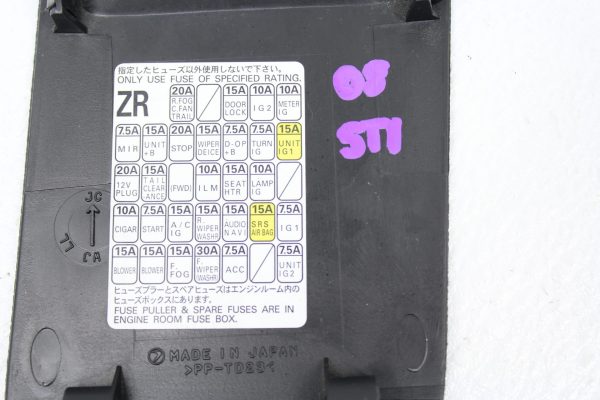 指定したヒューズ以外使用しないで下さい。
ONLY USE FUSE OF SPECIFIED RATING.
ZR
20A 15A 10A 10A
R.FOG C.FAN TRAIL DOOR LOCK IG2 METER IG
7.5A 15A 20A 15A 7.5A 7.5A 15A
MIR UNIT +B STOP WIPER DEICE D-OP +B TURN IG UNIT IG1
20A 15A 10A 15A 10A
12V PLUG TAIL CLEARANCE (FWD) ILM SEAT HTR LAMP IG
10A 7.5A 15A 15A 15A 15A 7.5A
CIGAR START A/C IG R. WIPER WASHR AUDIO NAVI SRS AIR BAG IG1
15A 15A 15A 30A 7.5A 7.5A
BLOWER BLOWER F. FOG F. WIPER (WASHR) ACC UNIT IG2
ヒューズプラーとスペアヒューズはエンジンルーム内の
ヒューズボックスにあります。
FUSE PULLER & SPARE FUSES ARE IN
ENGINE ROOM FUSE BOX.
08
STI
JC
MADE IN JAPAN
>PP-TD23<